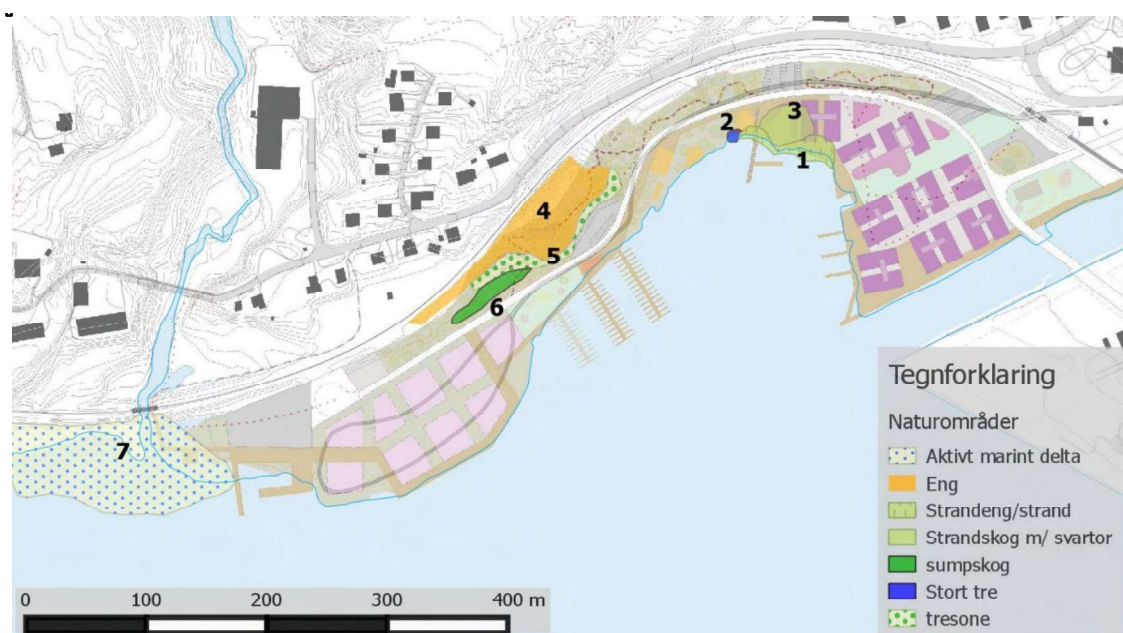 3
2
1
4
5
6
7
Tegnforklaring
Naturområder
Aktivt marint delta
Eng
Strandeng/strand
Strandskog m/ svartor
sumpskog
Stort tre
tresone
0 100 200 300 400 m